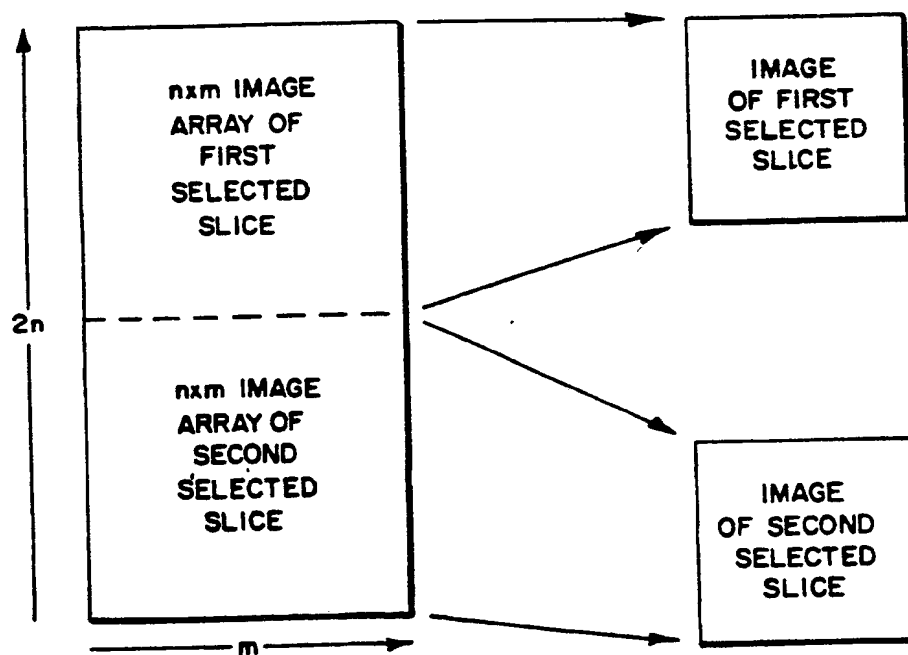 nxm IMAGE
ARRAY OF
FIRST
SELECTED
SLICE
2n
nxm IMAGE
ARRAY OF
SECOND
SELECTED
SLICE
m
IMAGE
OF FIRST
SELECTED
SLICE
IMAGE
OF SECOND
SELECTED
SLICE